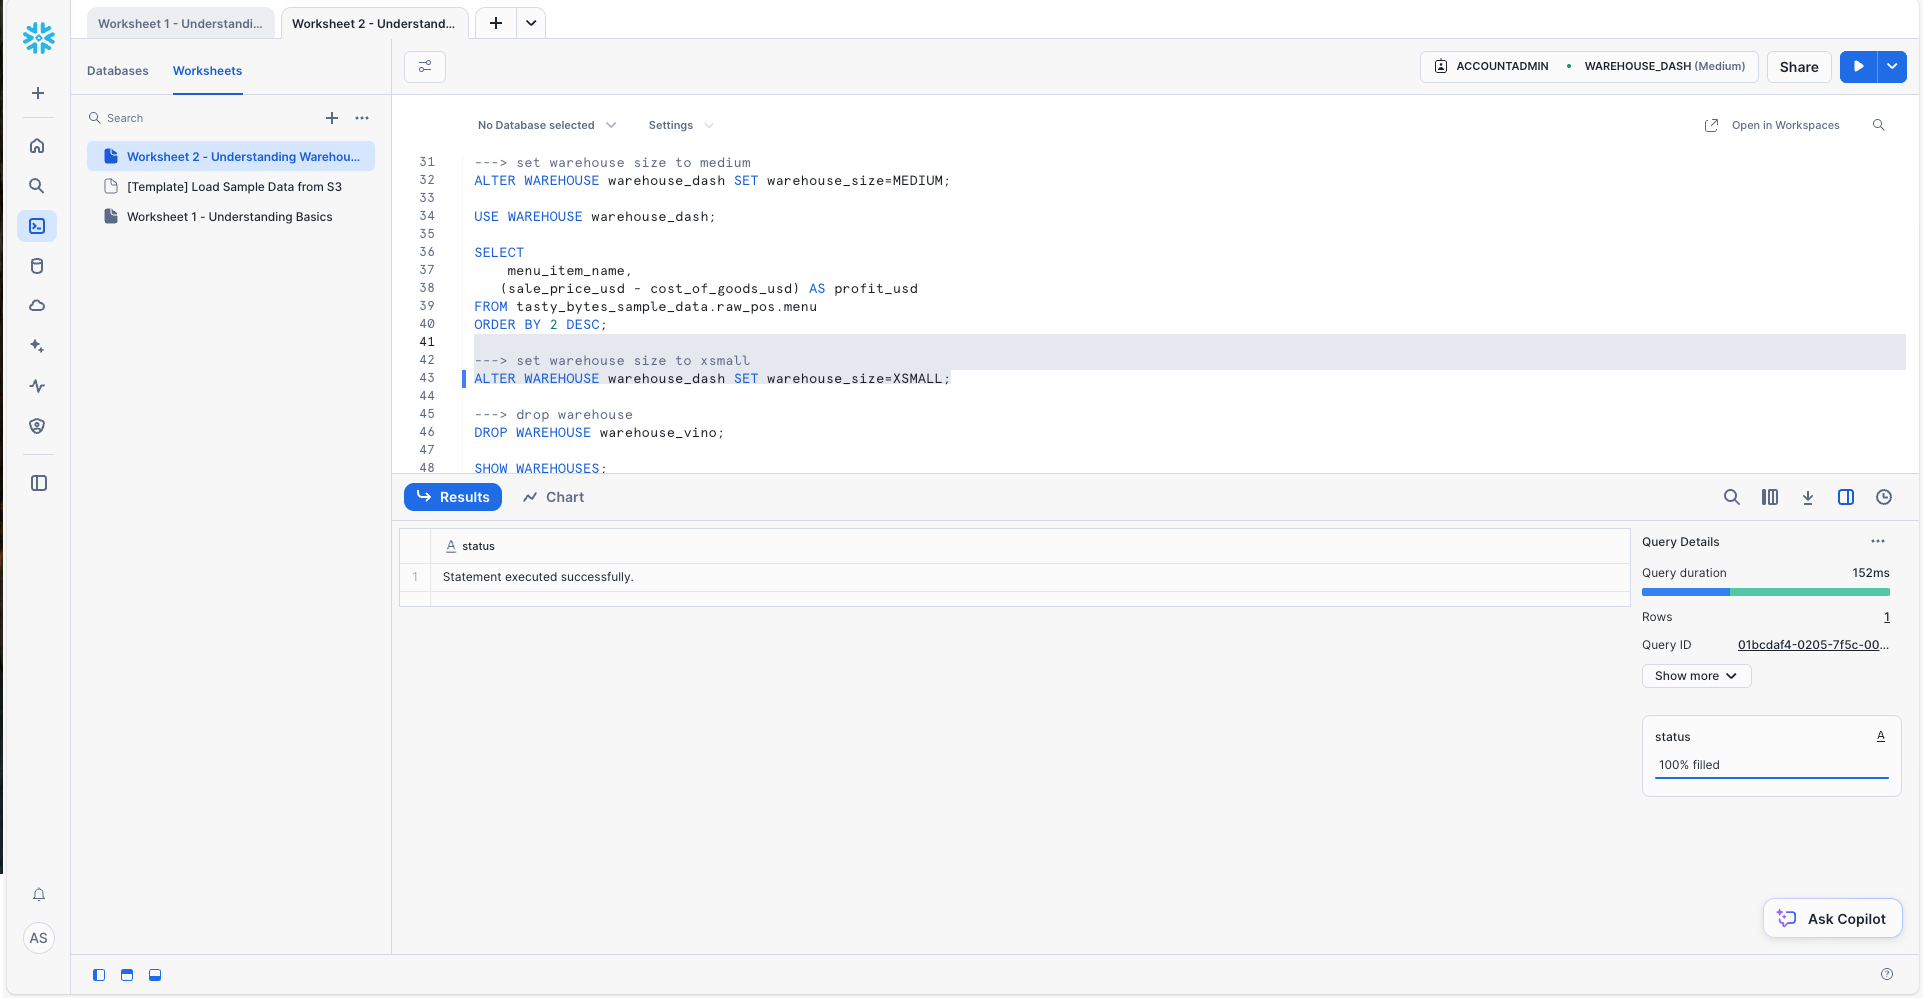 Worksheet 1 - Understandi...
Worksheet 2 - Understand...
Databases
Worksheets
ACCOUNTADMIN
WAREHOUSE_DASH (Medium)
Share
Search
Worksheet 2 - Understanding Warehou...
[Template] Load Sample Data from S3
Worksheet 1 - Understanding Basics
No Database selected
Settings
Open in Workspaces
31 ---> set warehouse size to medium
32 ALTER WAREHOUSE warehouse_dash SET warehouse_size=MEDIUM;
33
34 USE WAREHOUSE warehouse_dash;
35
36 SELECT
37 menu_item_name,
38 (sale_price_usd - cost_of_goods_usd) AS profit_usd
39 FROM tasty_bytes_sample_data.raw_pos.menu
40 ORDER BY 2 DESC;
41
42 ---> set warehouse size to xsmall
43 ALTER WAREHOUSE warehouse_dash SET warehouse_size=XSMALL;
44
45 ---> drop warehouse
46 DROP WAREHOUSE warehouse_vino;
47
48 SHOW WAREHOUSES;
Results
Chart
A status
1 Statement executed successfully.
Query Details
Query duration 152ms
Rows 1
Query ID 01bcdaf4-0205-7f5c-00...
Show more
status A
100% filled
Ask Copilot
AS